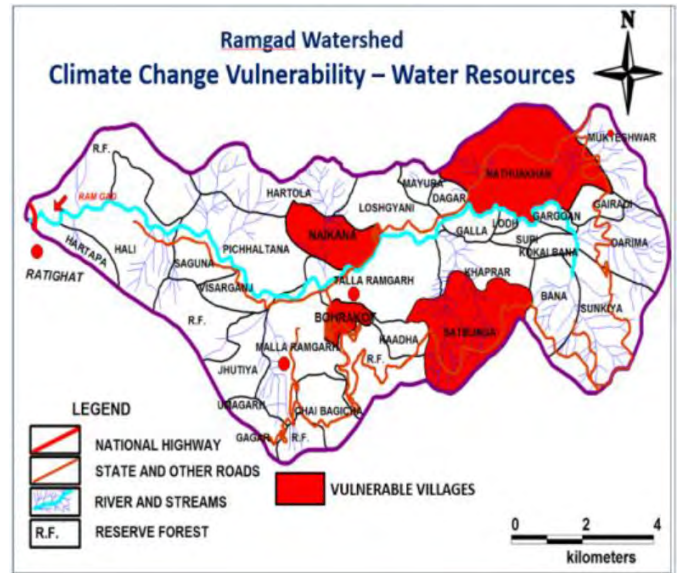 Ramgad Watershed
Climate Change Vulnerability – Water Resources
N
R.F.
MUKTESHWAR
NATHUAKHAN
RAM GAD
HARTOLA
MAYURA
DAGAR
LOSHGYANI
GAIRADI
GARGOAN
LODH
GALLA
NAIKANA
SUPI
DARIMA
KOKAI BANA
HARTAPA
HALI
PICHHALTANA
SAGUNA
RATIGHAT
VISARGANJ
TALLA RAMGARH
KHAPRAR
BANA
SUNKIYA
BOHRAKOT
SATBUNGA
R.F.
MALLA RAMGARH
KAADHA
R.F.
JHUTIYA
UMAGARH
CHAI BAGICHA
GAGAR
R.F.
LEGEND
NATIONAL HIGHWAY
STATE AND OTHER ROADS
RIVER AND STREAMS
R.F. RESERVE FOREST
VULNERABLE VILLAGES
0 2 4
kilometers